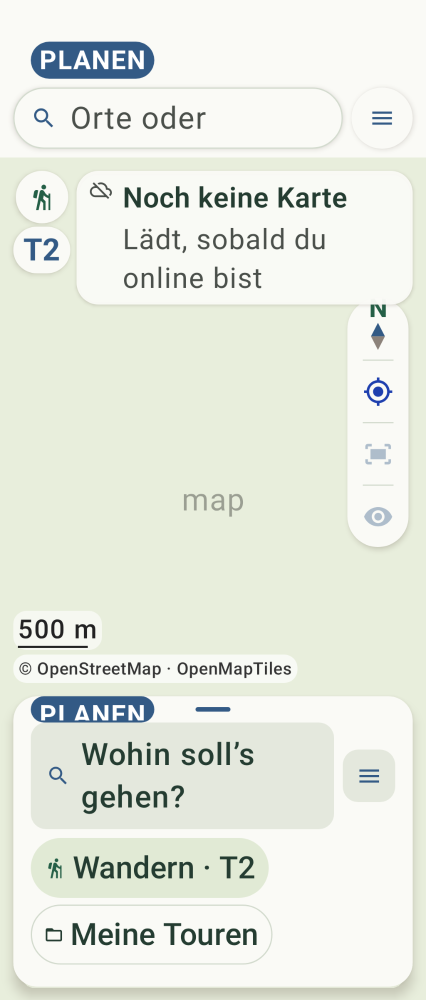 PLANEN
Orte oder
Noch keine Karte
T2
Lädt, sobald du
online bist
N
map
500 m
© OpenStreetMap · OpenMapTiles
PLANEN
Wohin soll’s
gehen?
Wandern · T2
Meine Touren